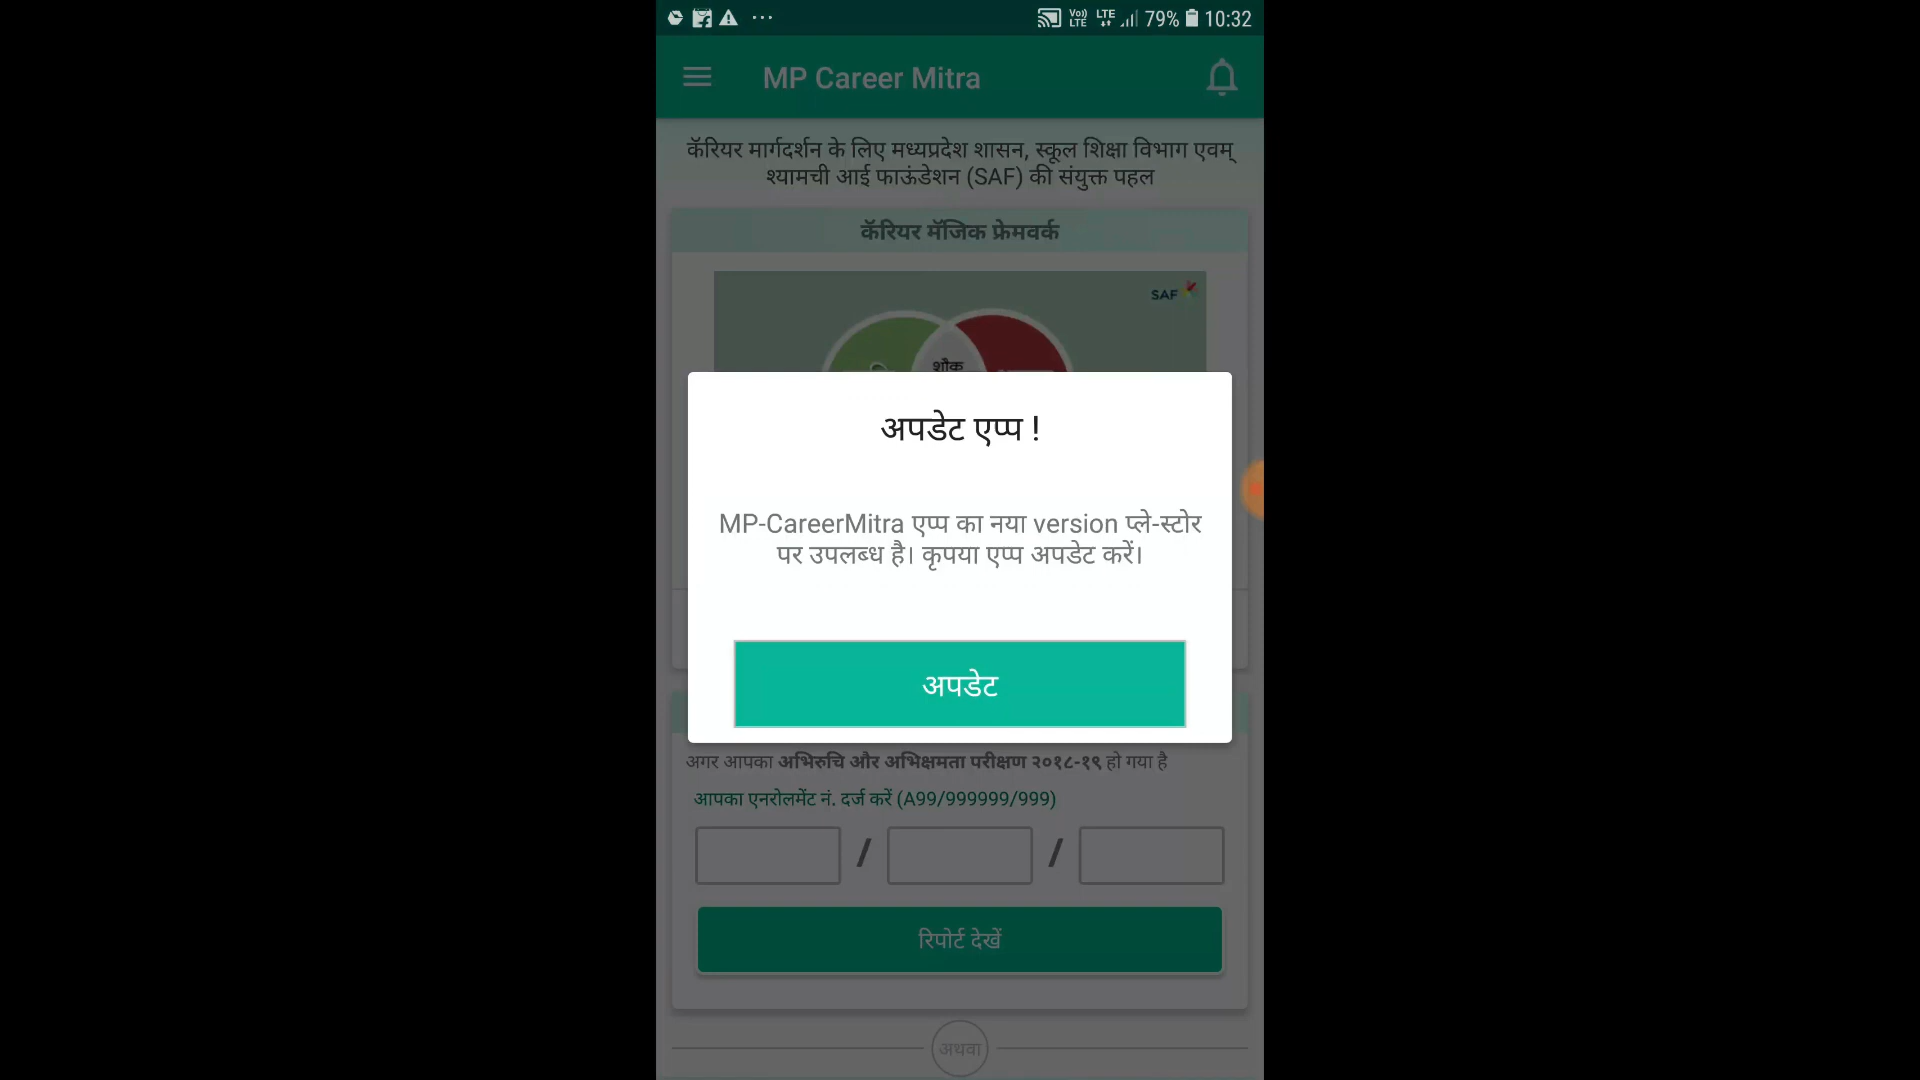 79% 10:32
MP Career Mitra
कॅरियर मार्गदर्शन के लिए मध्यप्रदेश शासन, स्कूल शिक्षा विभाग एवम्
श्यामची आई फाऊंडेशन (SAF) की संयुक्त पहल
कॅरियर मॅजिक फ्रेमवर्क
SAF
शौक
अपडेट एप्प !
MP-CareerMitra एप्प का नया version प्ले-स्टोर
पर उपलब्ध है। कृपया एप्प अपडेट करें।
अपडेट
अगर आपका अभिरुचि और अभिक्षमता परीक्षण २०१८-१९ हो गया है
आपका एनरोलमेंट नं. दर्ज करें (A99/999999/999)
/ /
रिपोर्ट देखें
अथवा